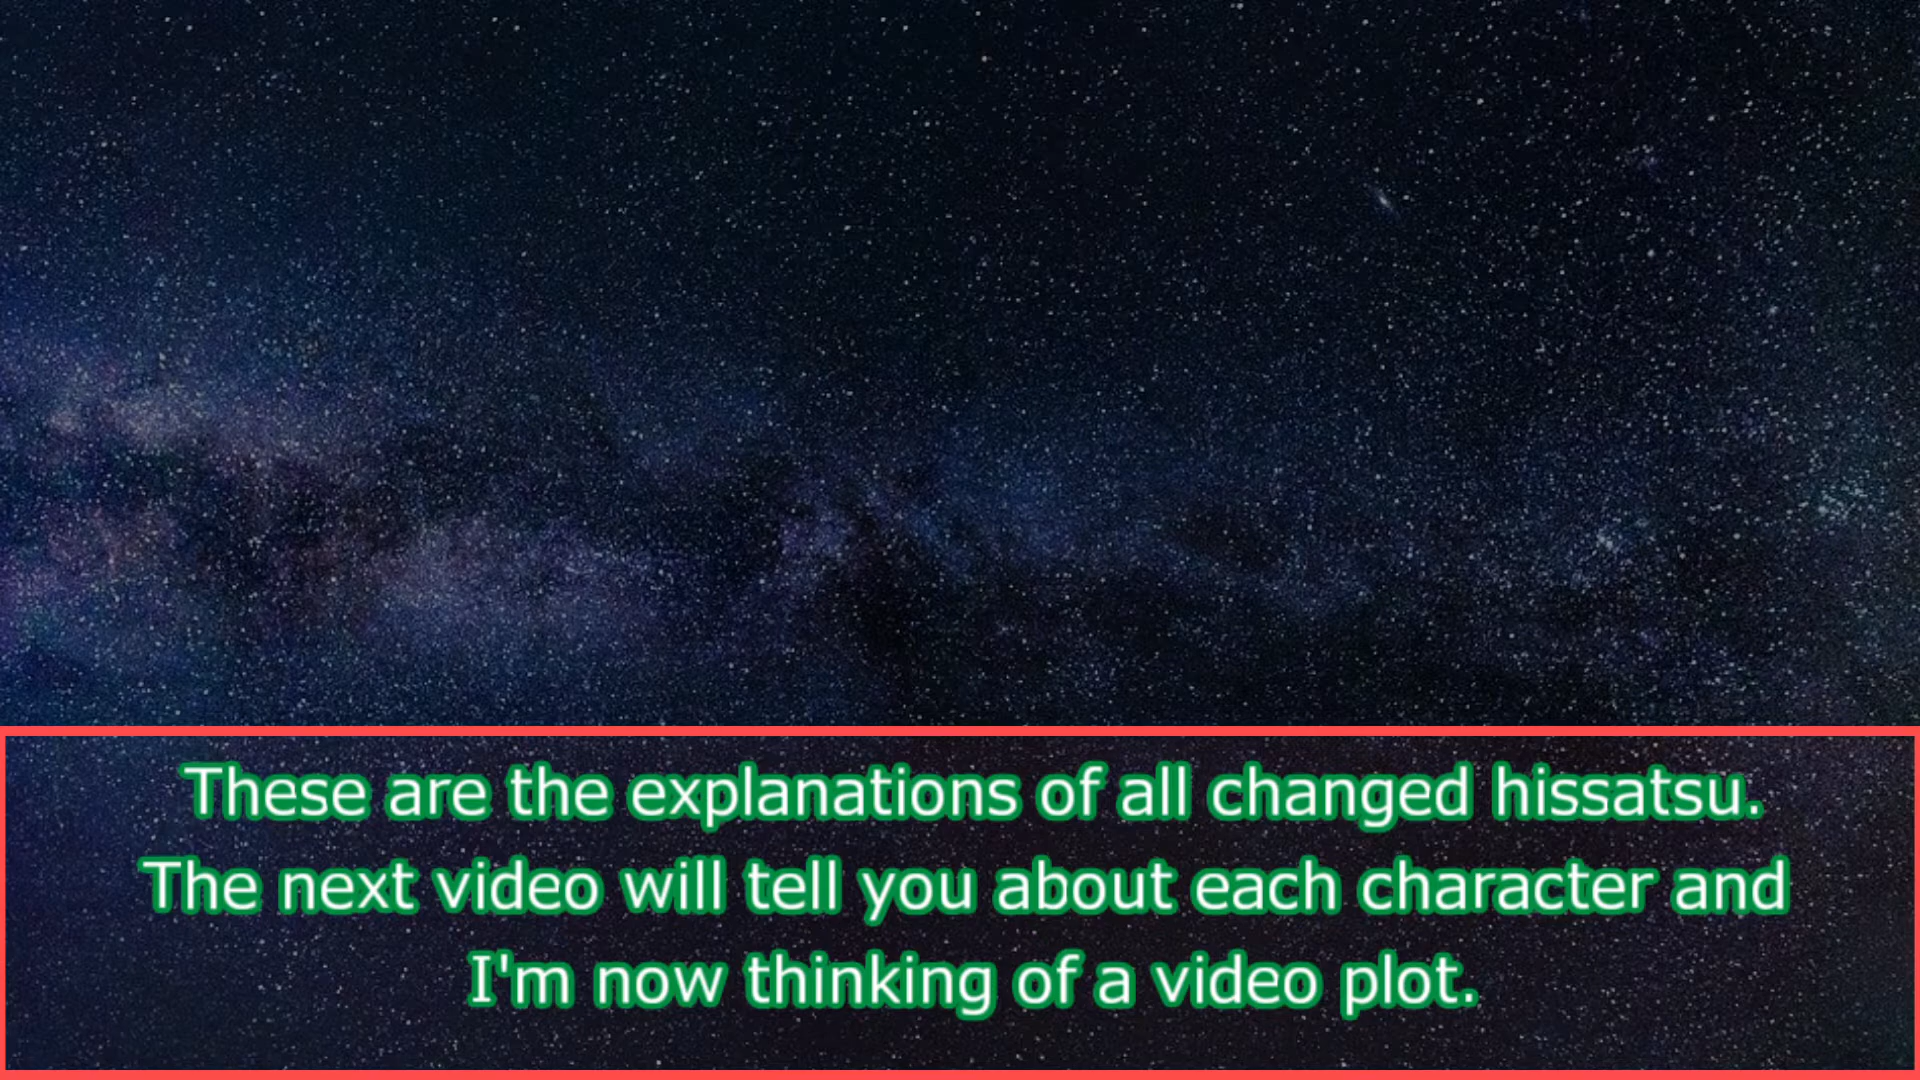 These are the explanations of all changed hissatsu.
The next video will tell you about each character and
I'm now thinking of a video plot.